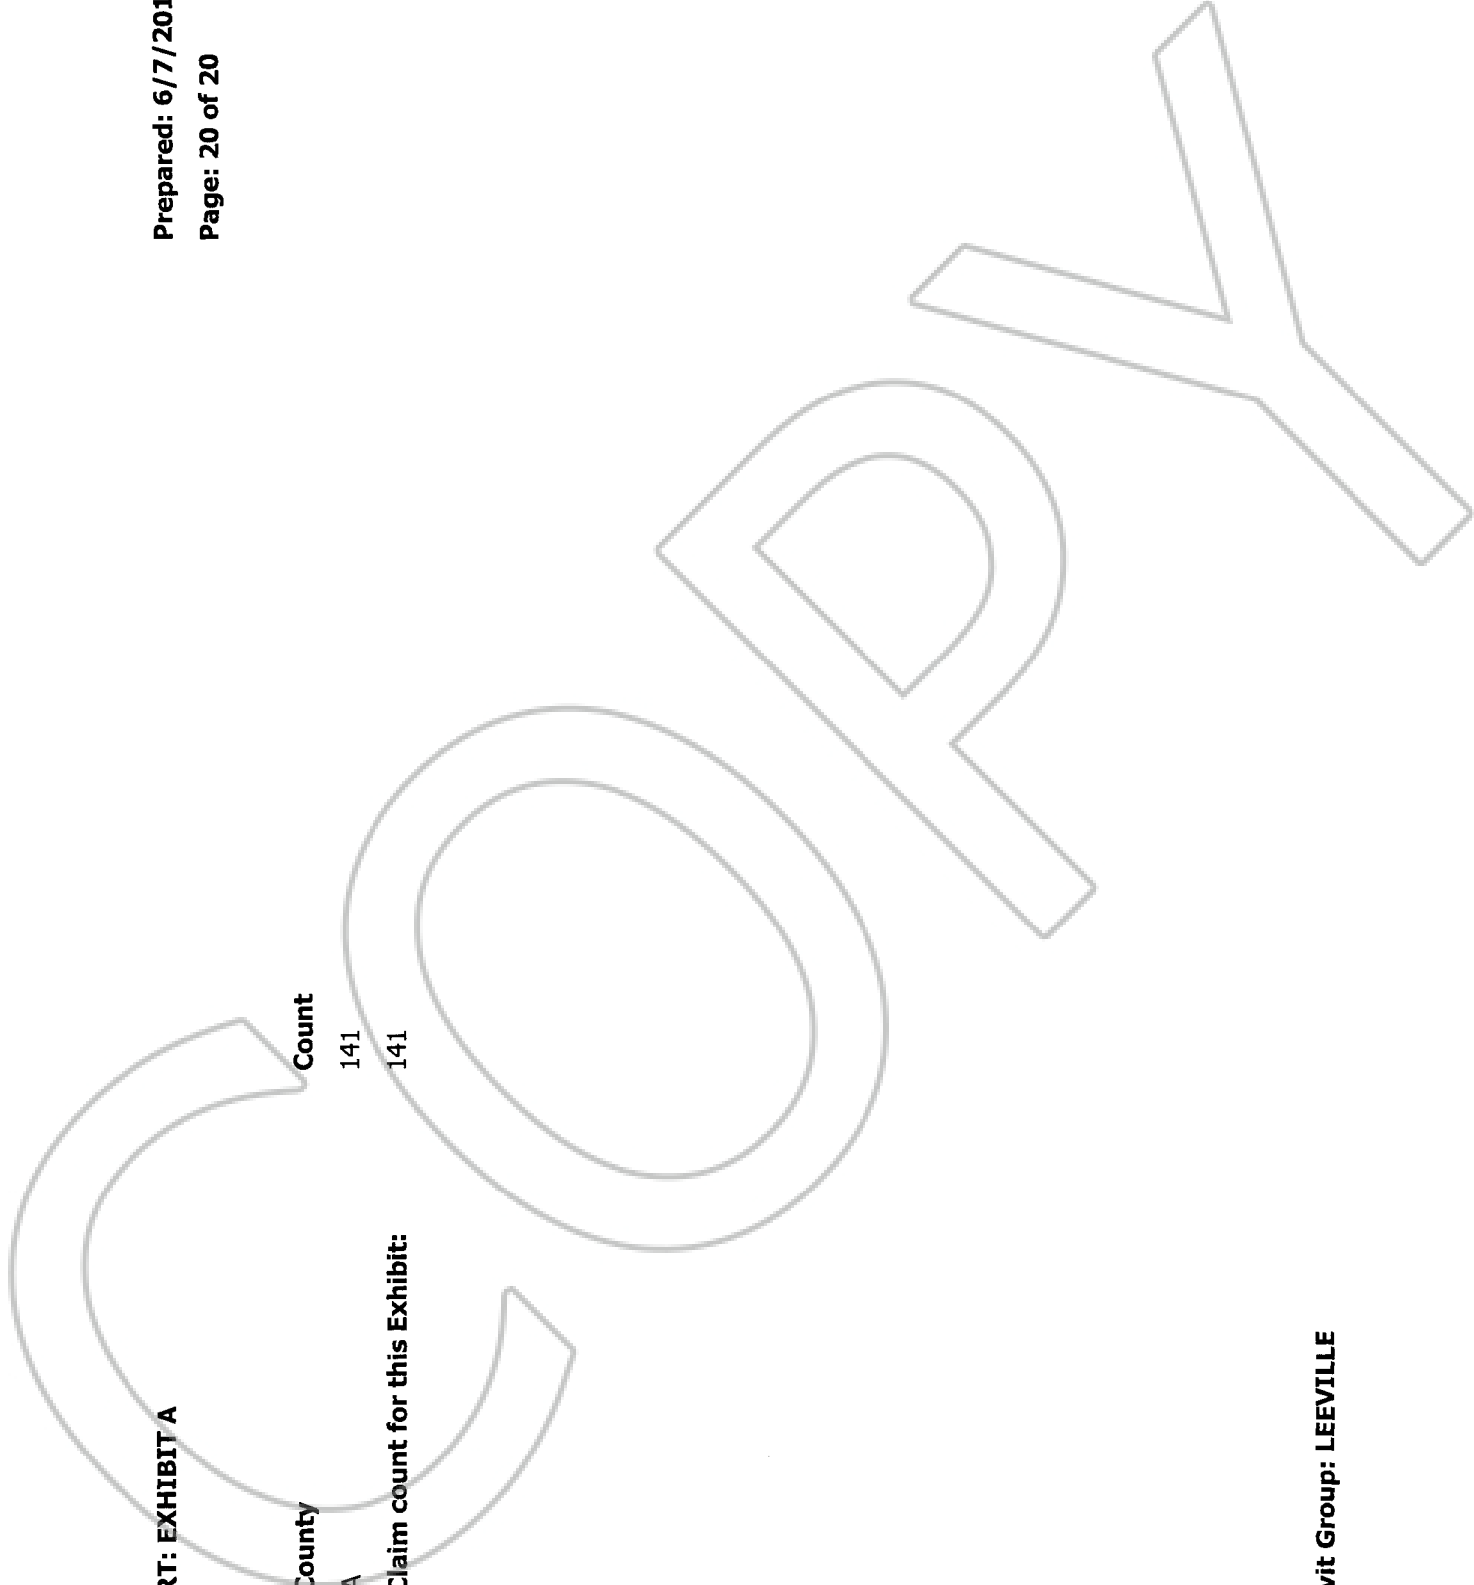 RT: EXHIBIT A
Prepared: 6/7/201
Page: 20 of 20
County Count
A 141
Claim count for this Exhibit: 141
vit Group: LEEVILLE
COPY